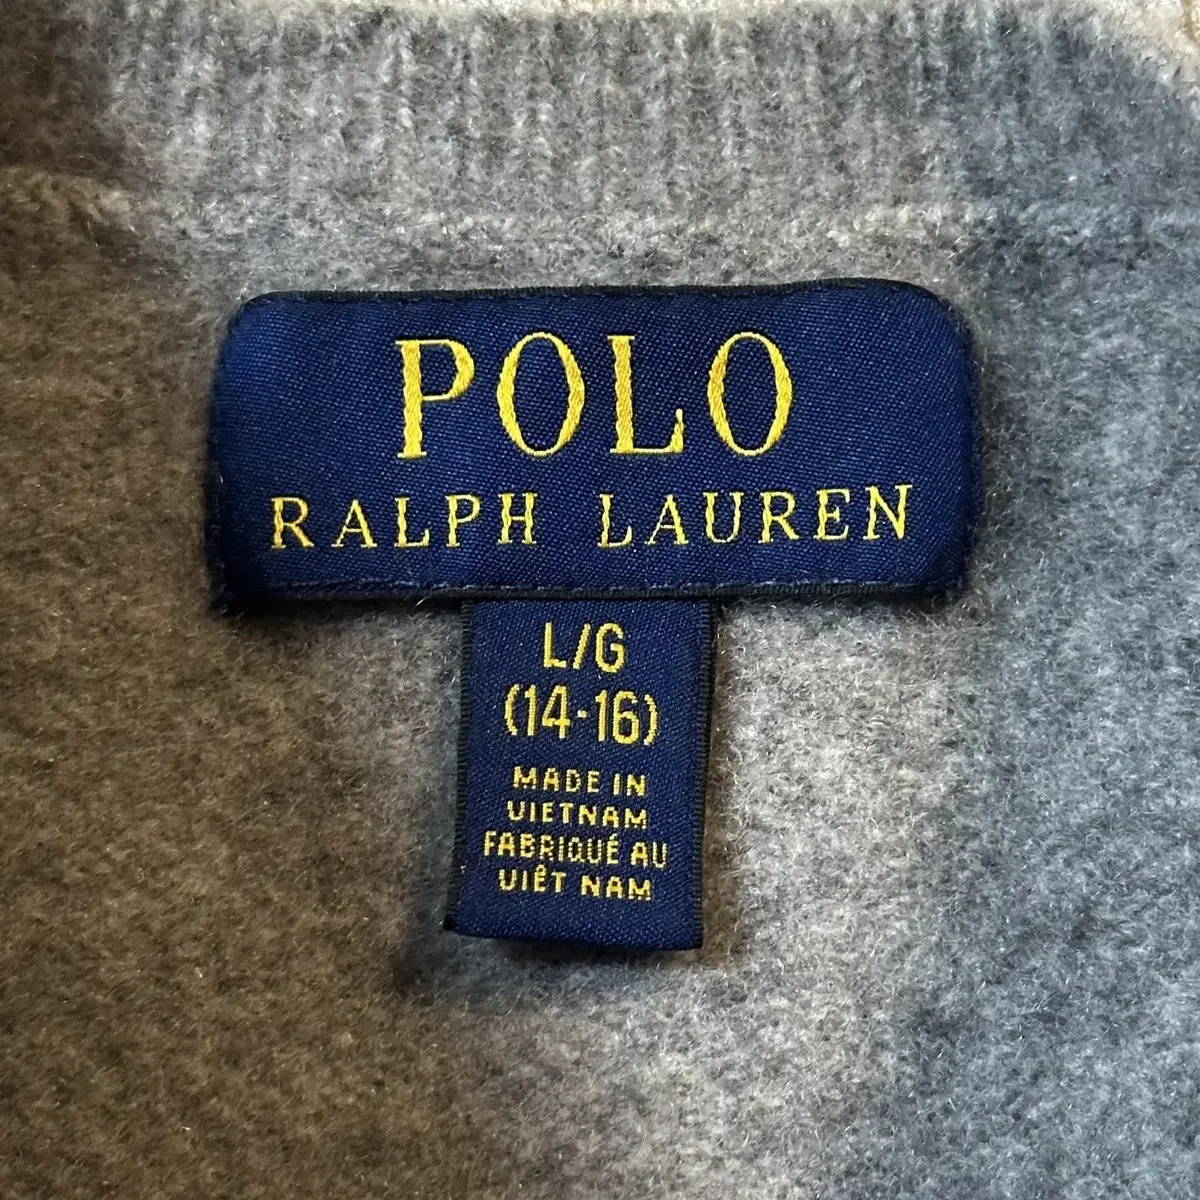 POLO
RALPH LAUREN
L/G
(14-16)
MADE IN
VIETNAM
FABRIQUÉ AU
VIÊT NAM